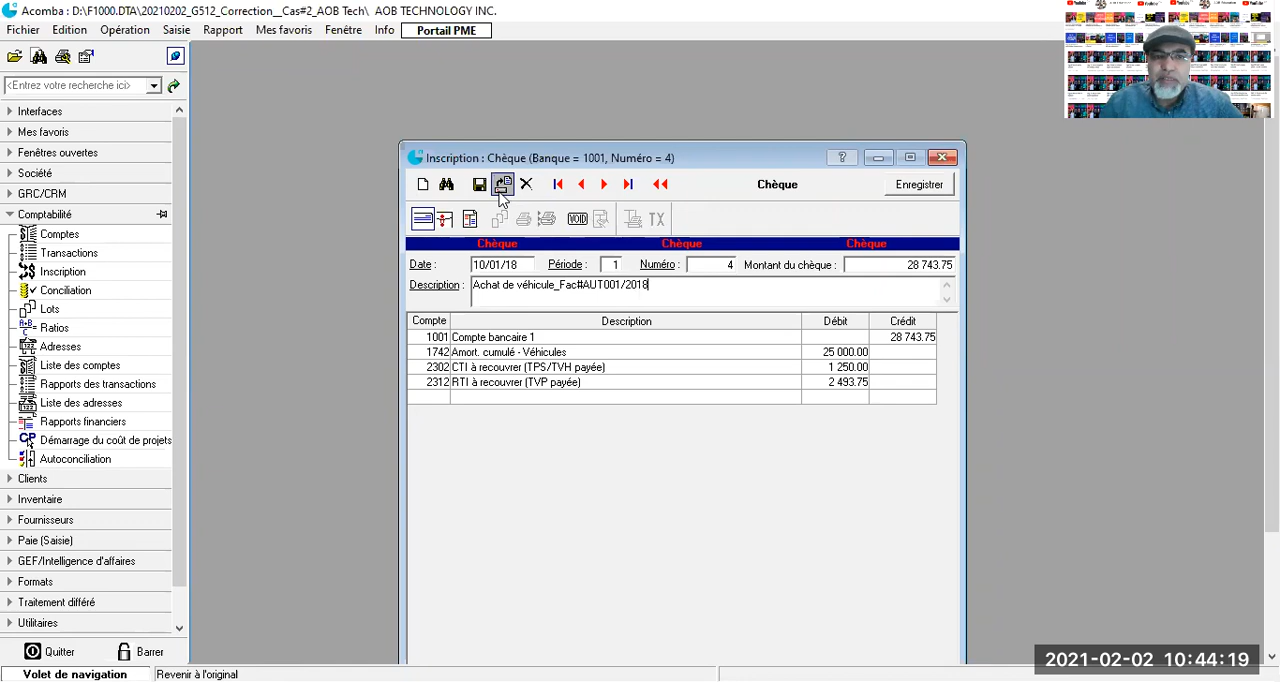 Acomba : D:\F1000.DTA\20210202_G512_Correction__Cas#2_AOB Tech\ AOB TECHNOLOGY INC.
Fichier Edition Opération Saisie Rapport Mes favoris Fenêtre Info Portail PME
<Entrez votre recherche ici>
Interfaces
Mes favoris
Fenêtres ouvertes
Société
GRC/CRM
Comptabilité
Comptes
Transactions
Inscription
Conciliation
Lots
Ratios
Adresses
Liste des comptes
Rapports des transactions
Liste des adresses
Rapports financiers
Démarrage du coût de projets
Autoconciliation
Clients
Inventaire
Fournisseurs
Paie (Saisie)
GEF/Intelligence d'affaires
Formats
Traitement différé
Utilitaires
Quitter Barrer
Volet de navigation Revenir à l'original
Inscription : Chèque (Banque = 1001, Numéro = 4)
Chèque Enregistrer
VOID TX
Chèque Chèque Chèque
Date : 10/01/18 Période : 1 Numéro : 4 Montant du chèque : 28 743.75
Description : Achat de véhicule_Fac#AUT001/2018
Compte Description Débit Crédit
1001 Compte bancaire 1 28 743.75
1742 Amort. cumulé - Véhicules 25 000.00
2302 CTI à recouvrer (TPS/TVH payée) 1 250.00
2312 RTI à recouvrer (TVP payée) 2 493.75
2021-02-02 10:44:19